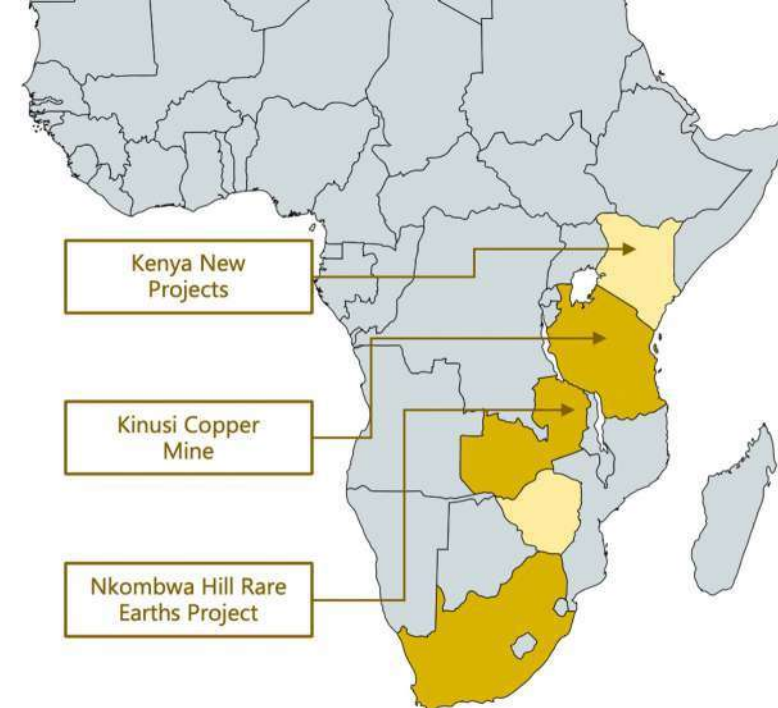 Kenya New
Projects
Kinusi Copper
Mine
Nkombwa Hill Rare
Earths Project